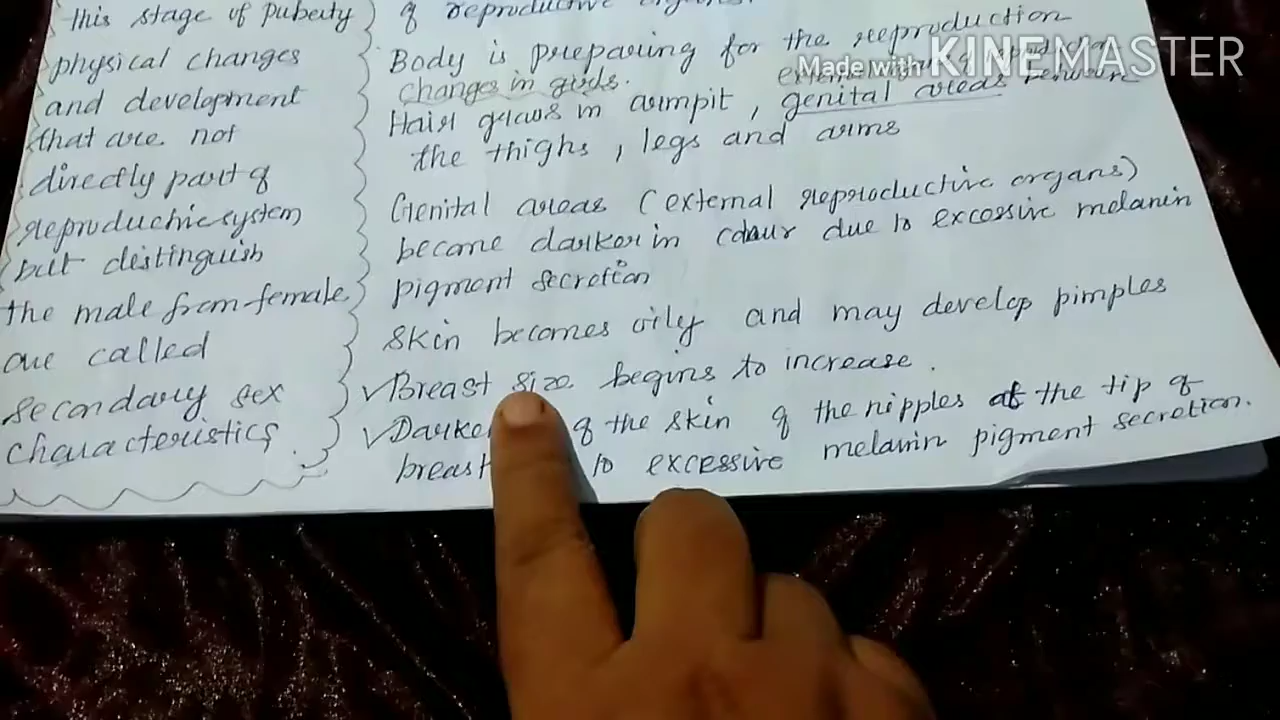 this stage of puberty
physical changes
and development
that are not
directly part of
reproductive system
but distinguish
the male from female
are called
secondary sex
characteristics.
of reproductive organs.
Body is preparing for the reproduction
changes in girls.
Hair grows in armpit, genital areas between
the thighs, legs and arms
Genital areas (external reproductive organs)
become darker in colour due to excessive melanin
pigment secretion
Skin becomes oily and may develop pimples
Breast size begins to increase.
of the skin of the nipples at the tip of
breast to excessive melanin pigment secretion.
Made with KINEMASTER